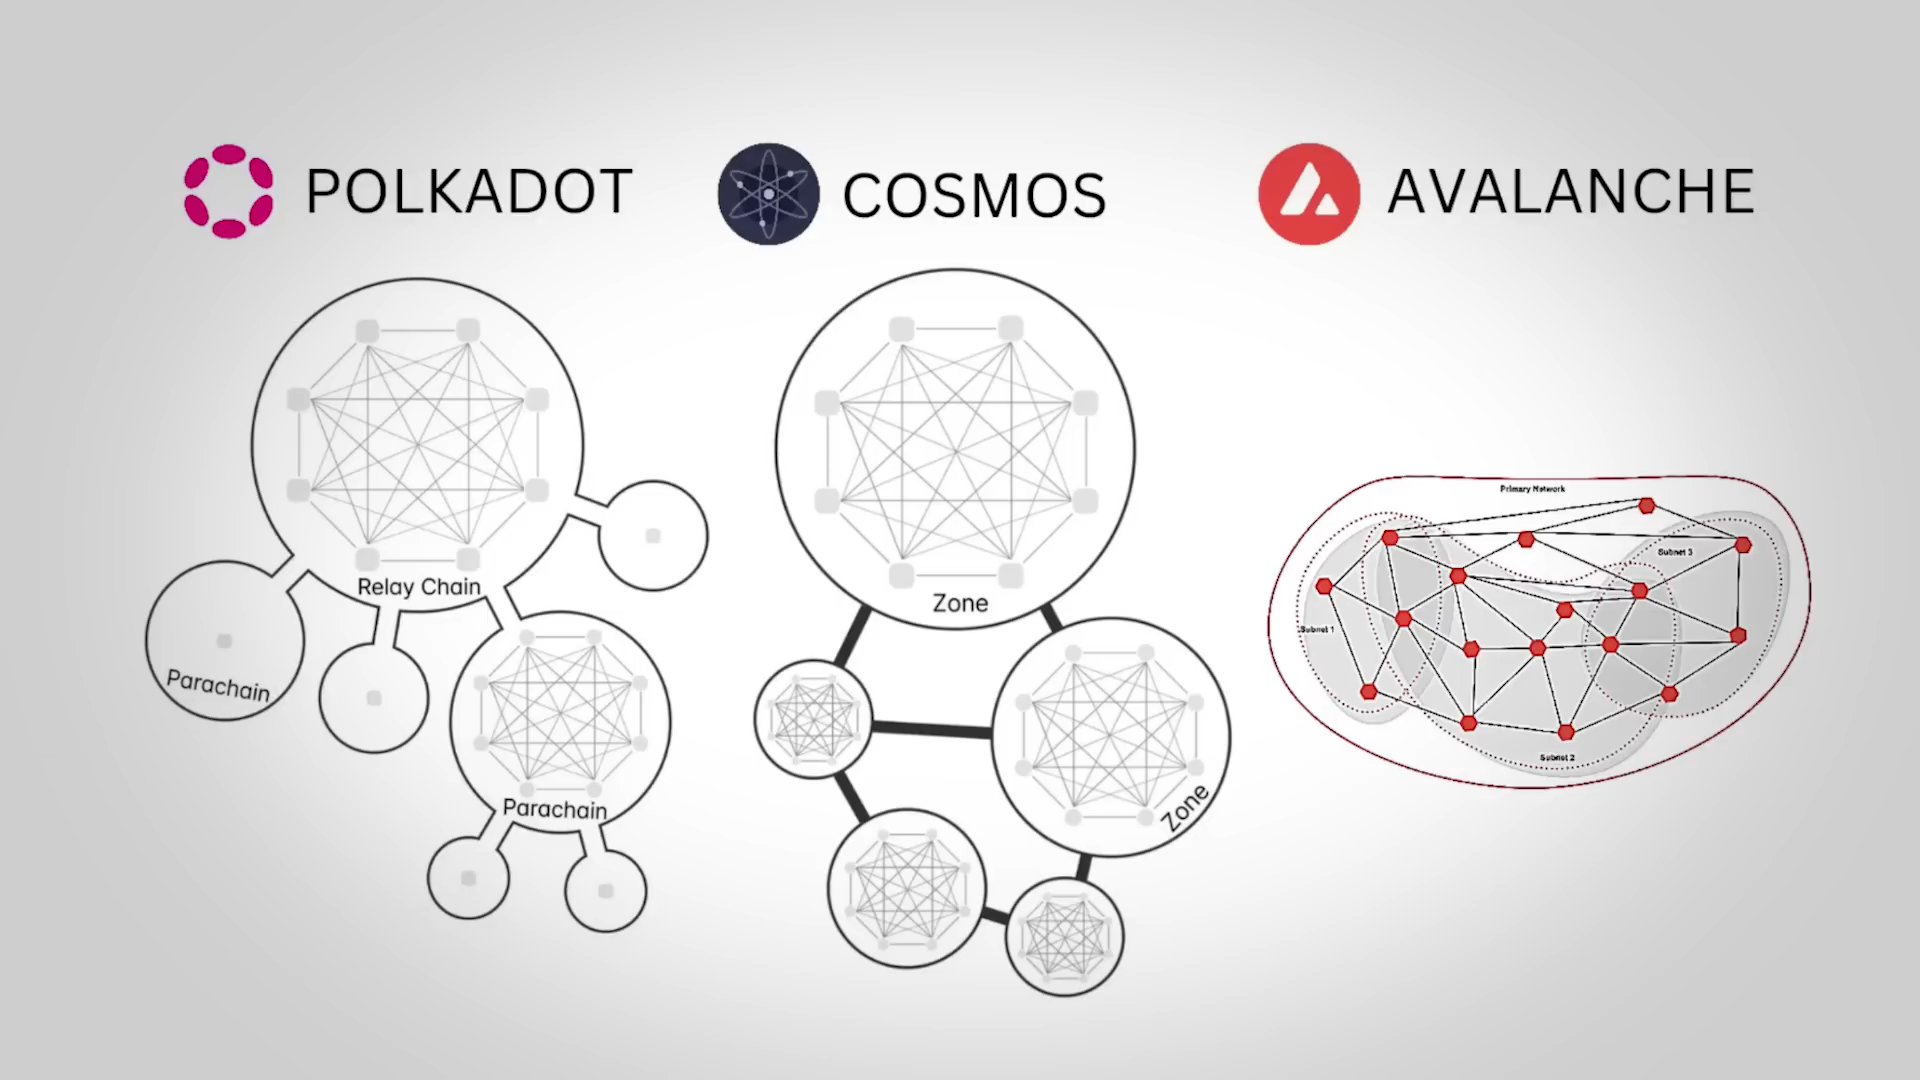 POLKADOT
COSMOS
AVALANCHE
Relay Chain
Parachain
Parachain
Zone
Zone
Primary Network
Subnet 1
Subnet 3
Subnet 2